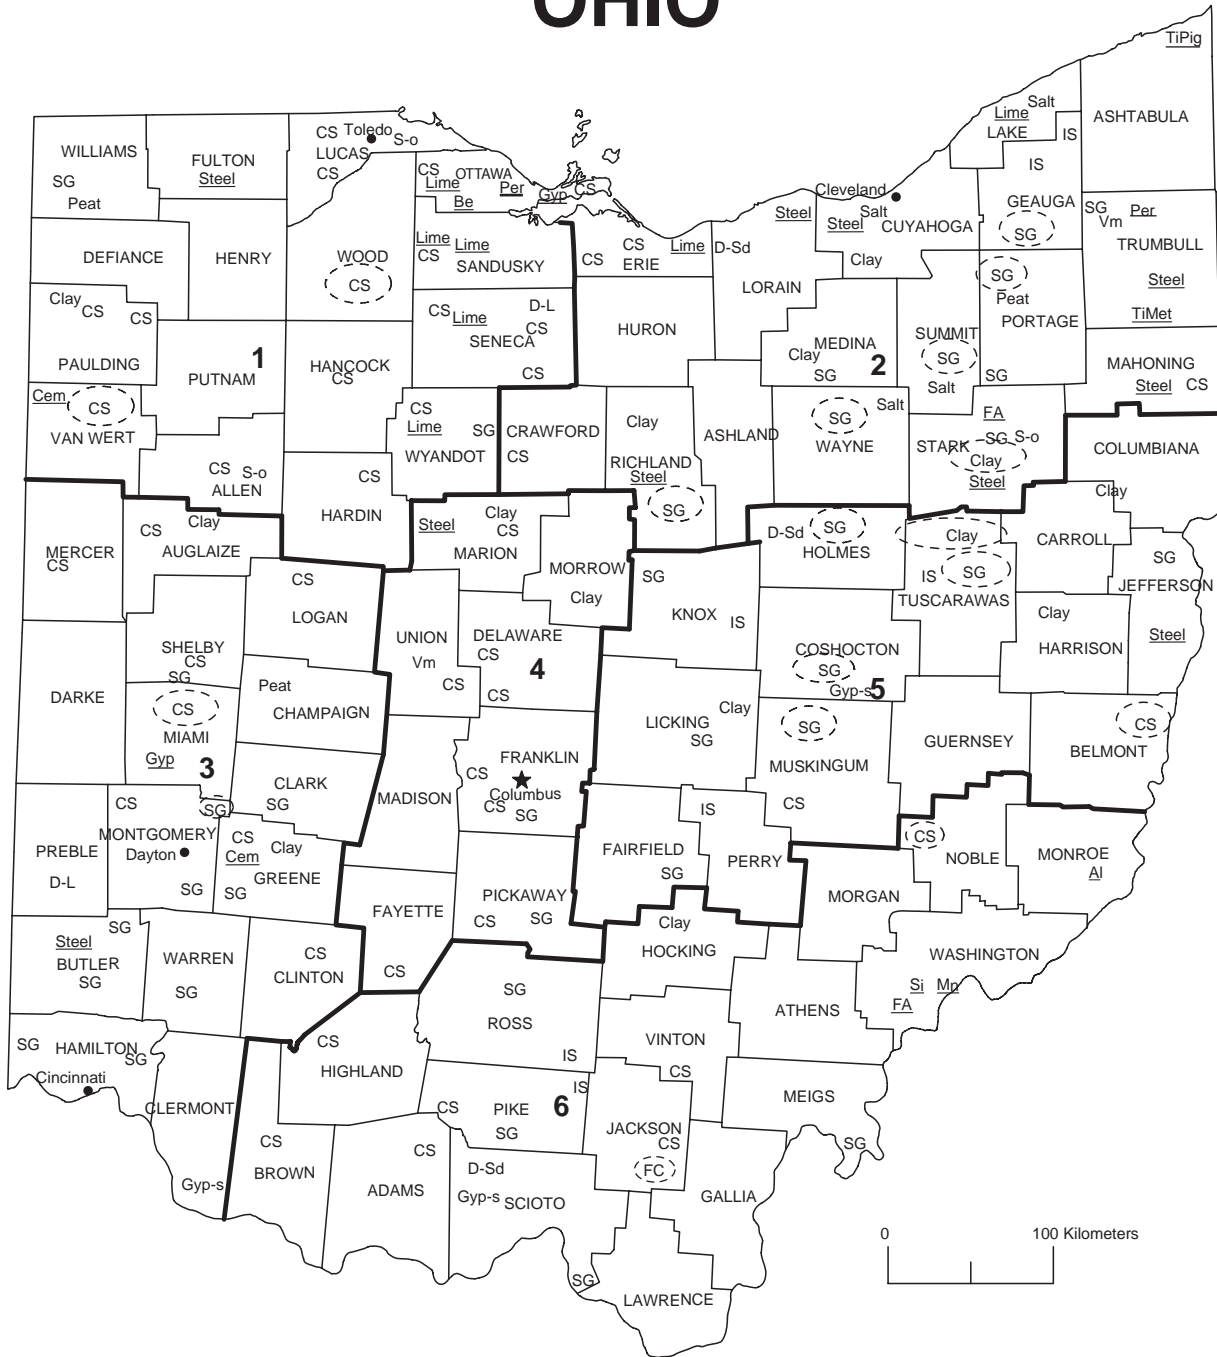 OHIO
TiPig
Salt
Lime
LAKE
IS
ASHTABULA
CS
Toledo
S-o
LUCAS
CS
WILLIAMS
SG
Peat
FULTON
Steel
CS
OTTAWA
Lime
Per
Be
Gyp
CS
IS
GEAUGA
SG
Cleveland
Steel
Salt
Steel
CUYAHOGA
Clay
SG
Per
Vm
TRUMBULL
Steel
TiMet
DEFIANCE
HENRY
WOOD
CS
Lime
Lime
CS
SANDUSKY
CS
Lime
CS
ERIE
D-Sd
LORAIN
SG
Peat
PORTAGE
SG
Clay
CS
CS
PAULDING
PUTNAM
1
HANCOCK
CS
CS
Lime
D-L
CS
SENECA
CS
HURON
MEDINA
Clay
2
SG
SUMMIT
SG
Salt
MAHONING
Steel
CS
Cem
CS
VAN WERT
CS
S-o
ALLEN
CS
HARDIN
CS
Lime
SG
WYANDOT
CRAWFORD
CS
Clay
RICHLAND
Steel
SG
ASHLAND
SG
Salt
WAYNE
FA
STARK
SG
S-o
Clay
Steel
COLUMBIANA
MERCER
CS
Clay
CS
AUGLAIZE
Steel
Clay
CS
MARION
MORROW
Clay
D-Sd
SG
HOLMES
Clay
IS
SG
TUSCARAWAS
Clay
CARROLL
SG
JEFFERSON
Steel
CS
LOGAN
UNION
Vm
CS
DELAWARE
CS
4
CS
SG
KNOX
IS
COSHOCTON
SG
Gyp-s
5
Clay
HARRISON
SHELBY
CS
SG
DARKE
CS
MIAMI
Gyp
3
Peat
CHAMPAIGN
Clay
LICKING
SG
SG
MUSKINGUM
CS
GUERNSEY
CS
BELMONT
CLARK
SG
MADISON
FRANKLIN
CS
Columbus
CS
SG
CS
SG
MONTGOMERY
Dayton
SG
PREBLE
D-L
CS
Cem
Clay
GREENE
SG
FAIRFIELD
SG
IS
PERRY
CS
NOBLE
MONROE
Al
MORGAN
FAYETTE
CS
PICKAWAY
CS
SG
SG
Steel
BUTLER
SG
WARREN
SG
CS
CLINTON
Clay
HOCKING
WASHINGTON
Si
Mn
FA
ATHENS
SG
ROSS
IS
VINTON
CS
SG
HAMILTON
SG
Cincinnati
CLERMONT
Gyp-s
CS
HIGHLAND
CS
PIKE
SG
IS
6
JACKSON
CS
FC
MEIGS
SG
CS
BROWN
CS
ADAMS
D-Sd
Gyp-s
SCIOTO
GALLIA
SG
LAWRENCE
0
100 Kilometers